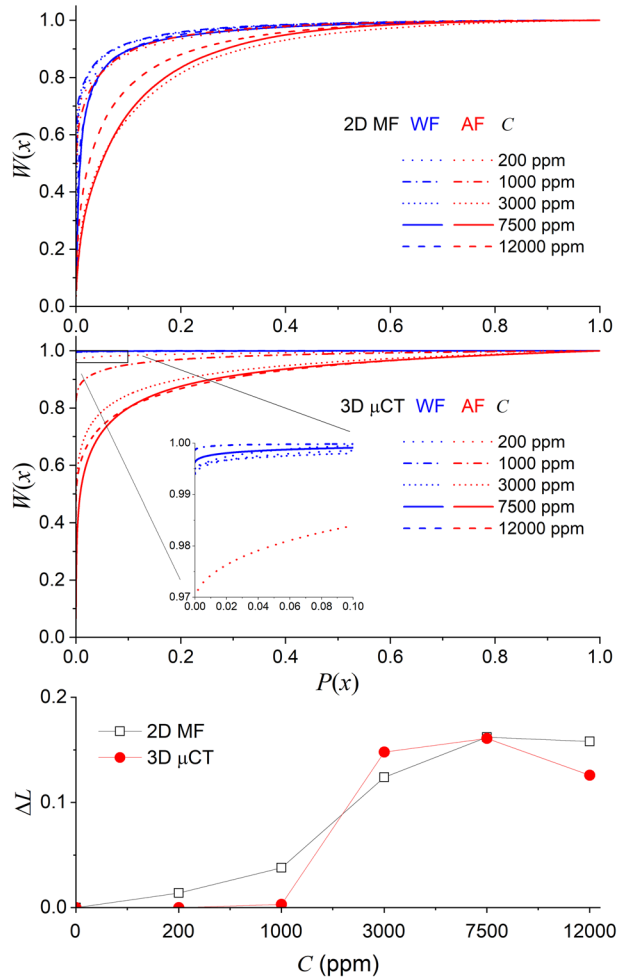 1.0
0.8
0.6
0.4
0.2
0.0
W(x)
2D MF WF AF C
200 ppm
1000 ppm
3000 ppm
7500 ppm
12000 ppm
0.0 0.2 0.4 0.6 0.8 1.0
1.0
0.8
0.6
0.4
0.2
0.0
W(x)
3D μCT WF AF C
200 ppm
1000 ppm
3000 ppm
7500 ppm
12000 ppm
1.00
0.99
0.98
0.97
0.00 0.02 0.04 0.06 0.08 0.10
0.0 0.2 0.4 0.6 0.8 1.0
P(x)
0.2
0.1
0.0
ΔL
2D MF
3D μCT
0 200 1000 3000 7500 12000
C (ppm)